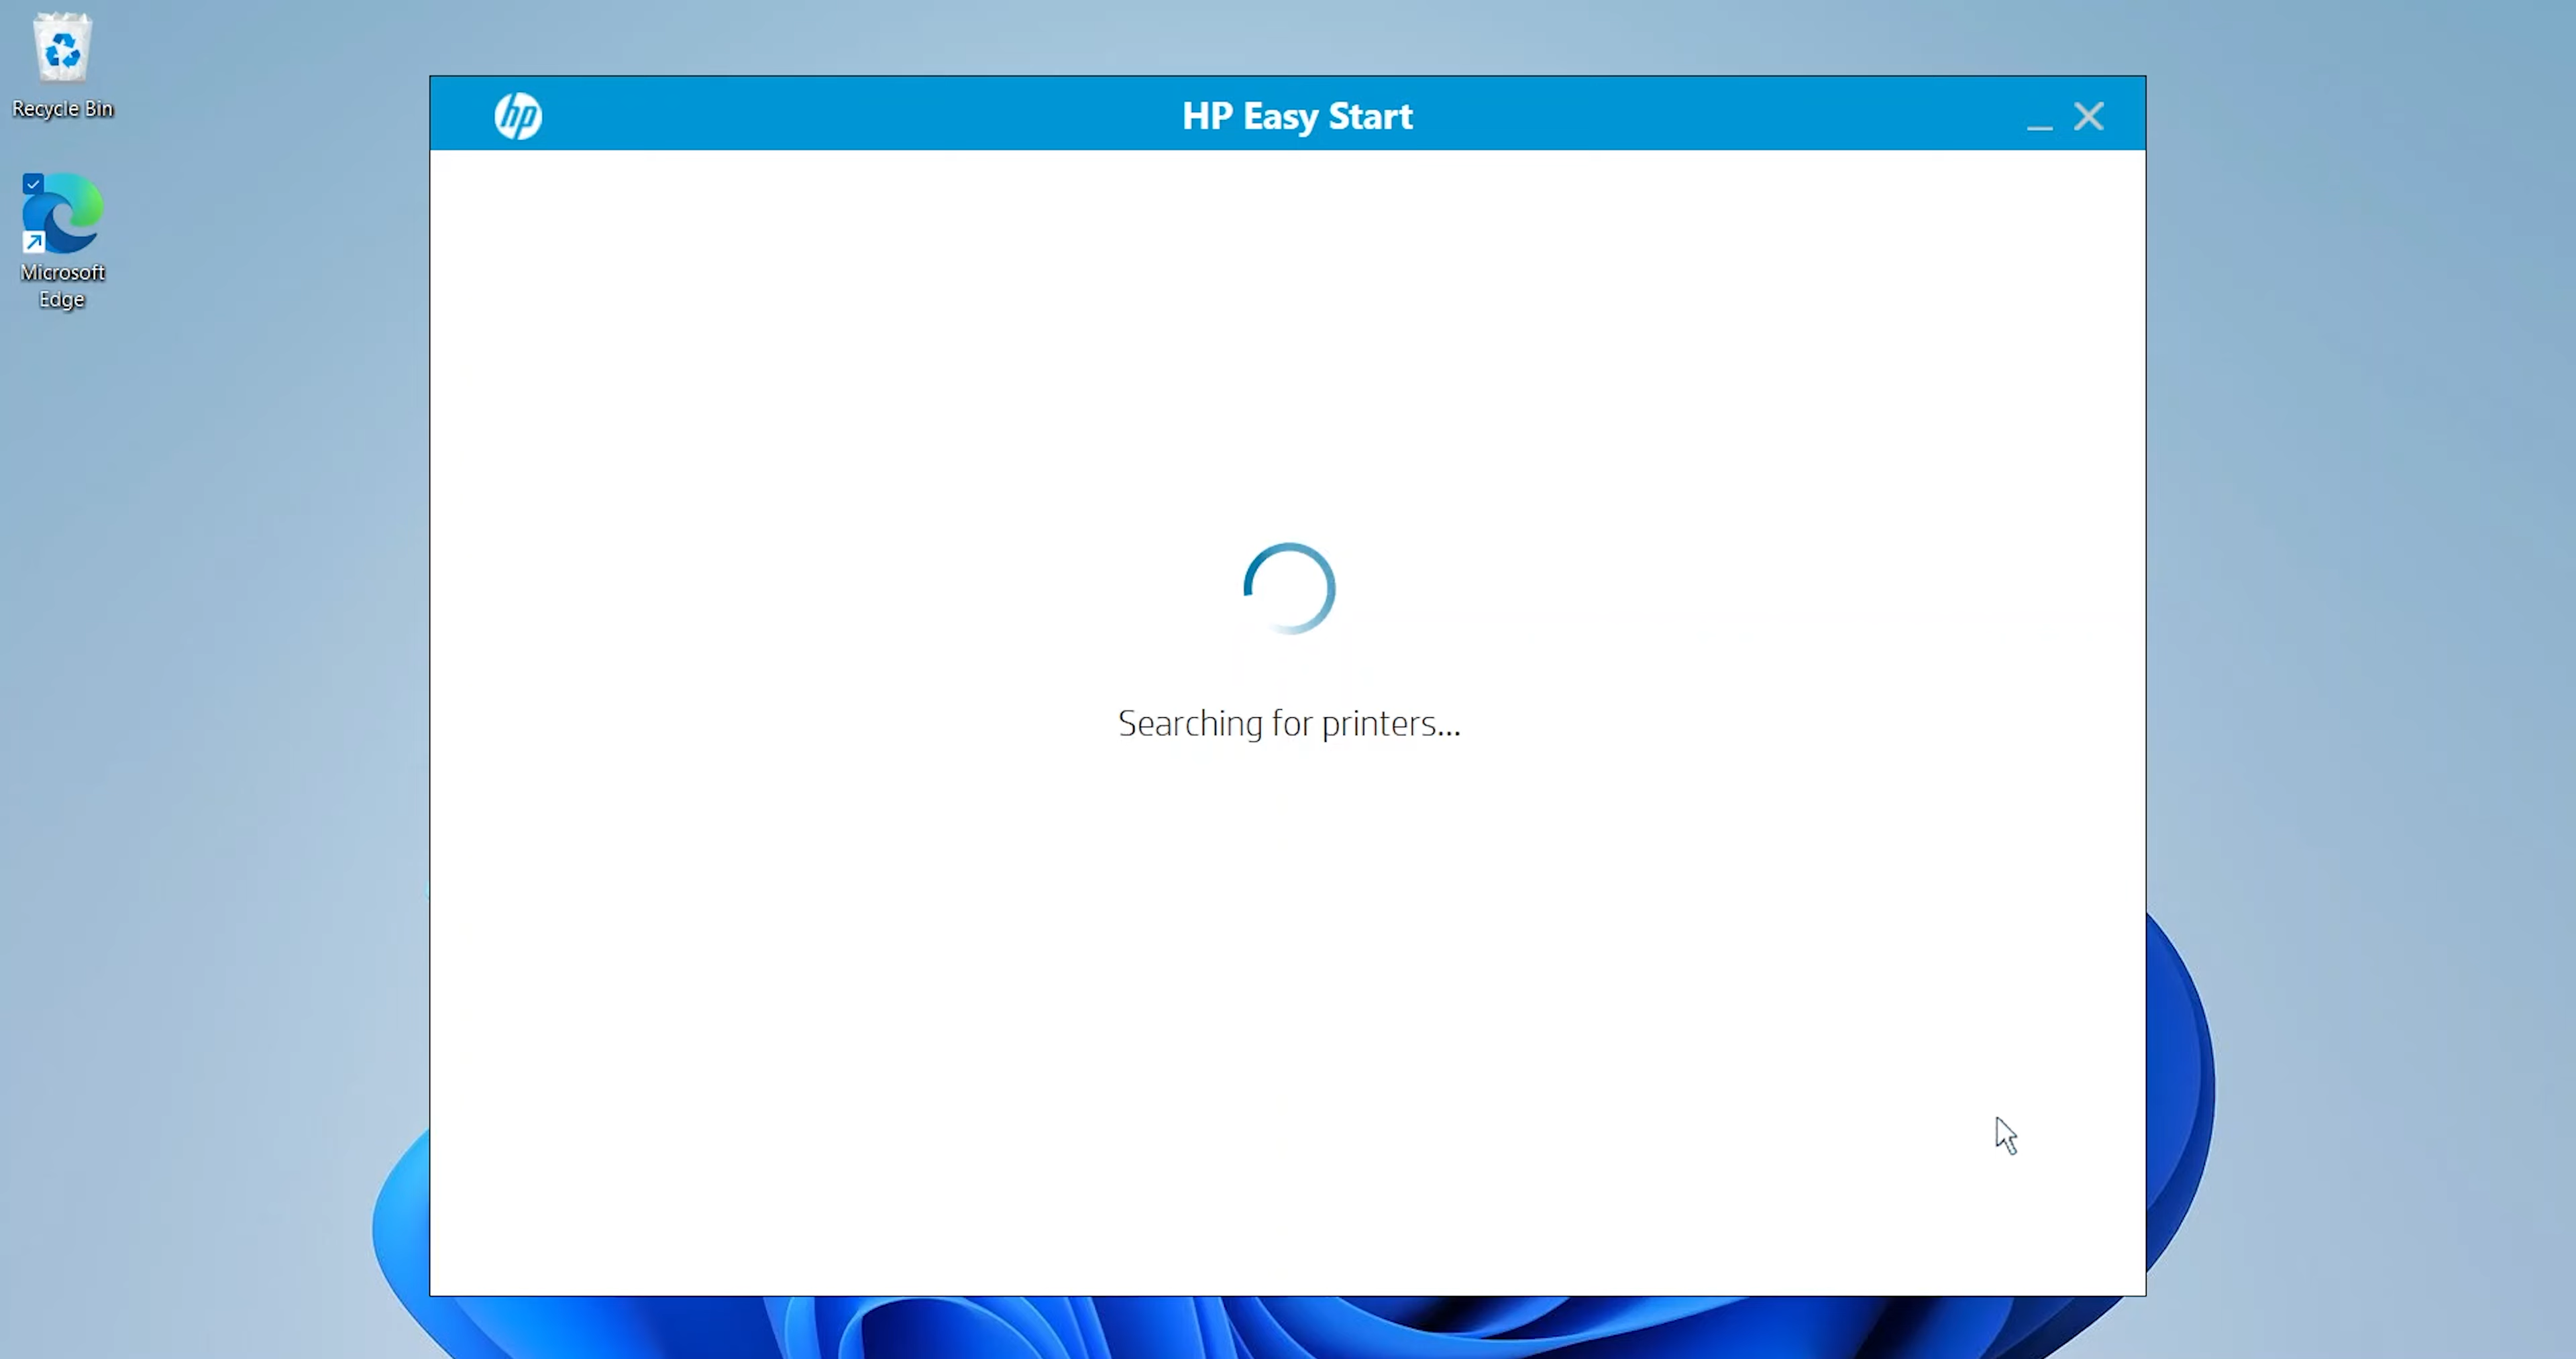 Recycle Bin
Microsoft
Edge
hp
HP Easy Start
Searching for printers...